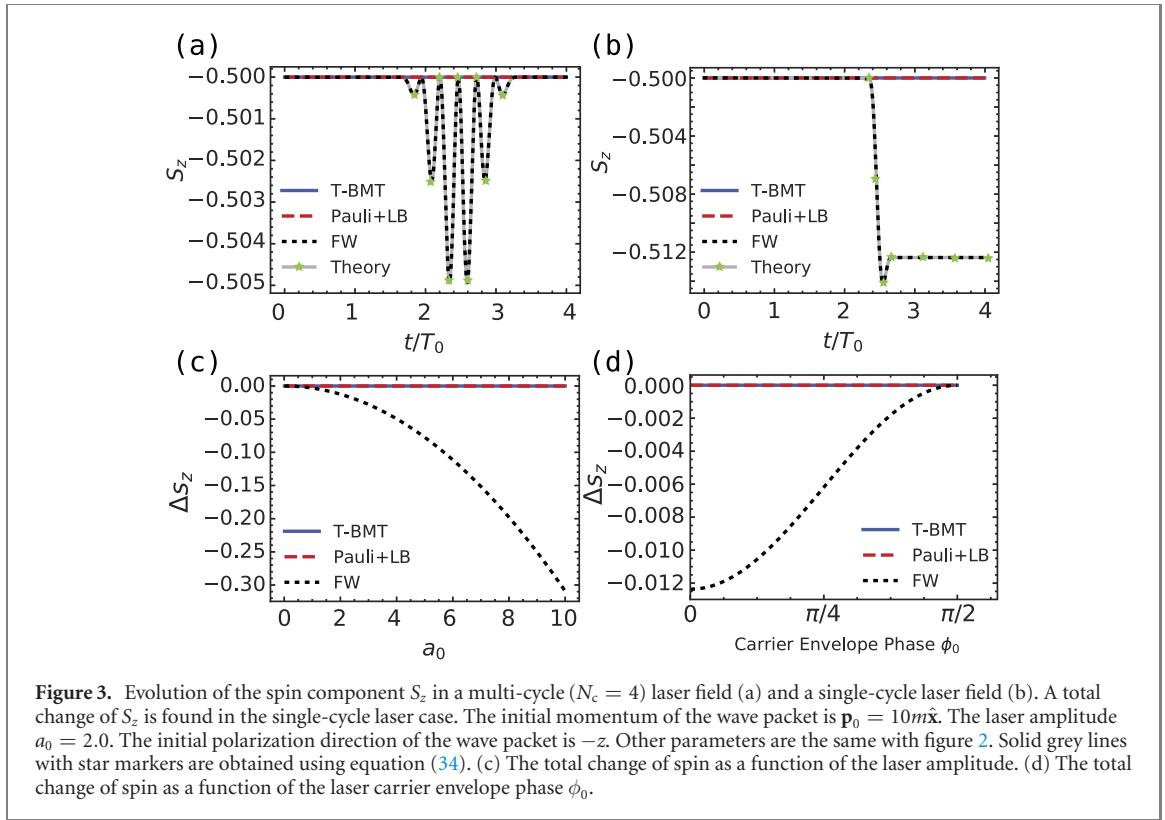 (a)
−0.500
−0.501
−0.502
−0.503
−0.504
−0.505
S_z
T-BMT
Pauli+LB
FW
Theory
0 1 2 3 4
t/T_0
(b)
−0.500
−0.504
−0.508
−0.512
S_z
T-BMT
Pauli+LB
FW
Theory
0 1 2 3 4
t/T_0
(c)
0.00
−0.05
−0.10
−0.15
−0.20
−0.25
−0.30
Δs_z
T-BMT
Pauli+LB
FW
0 2 4 6 8 10
a_0
(d)
0.000
−0.002
−0.004
−0.006
−0.008
−0.010
−0.012
Δs_z
T-BMT
Pauli+LB
FW
0 π/4 π/2
Carrier Envelope Phase ϕ_0
Figure 3. Evolution of the spin component S_z in a multi-cycle (N_c = 4) laser field (a) and a single-cycle laser field (b). A total
change of S_z is found in the single-cycle laser case. The initial momentum of the wave packet is p_0 = 10mx̂. The laser amplitude
a_0 = 2.0. The initial polarization direction of the wave packet is −z. Other parameters are the same with figure 2. Solid grey lines
with star markers are obtained using equation (34). (c) The total change of spin as a function of the laser amplitude. (d) The total
change of spin as a function of the laser carrier envelope phase ϕ_0.